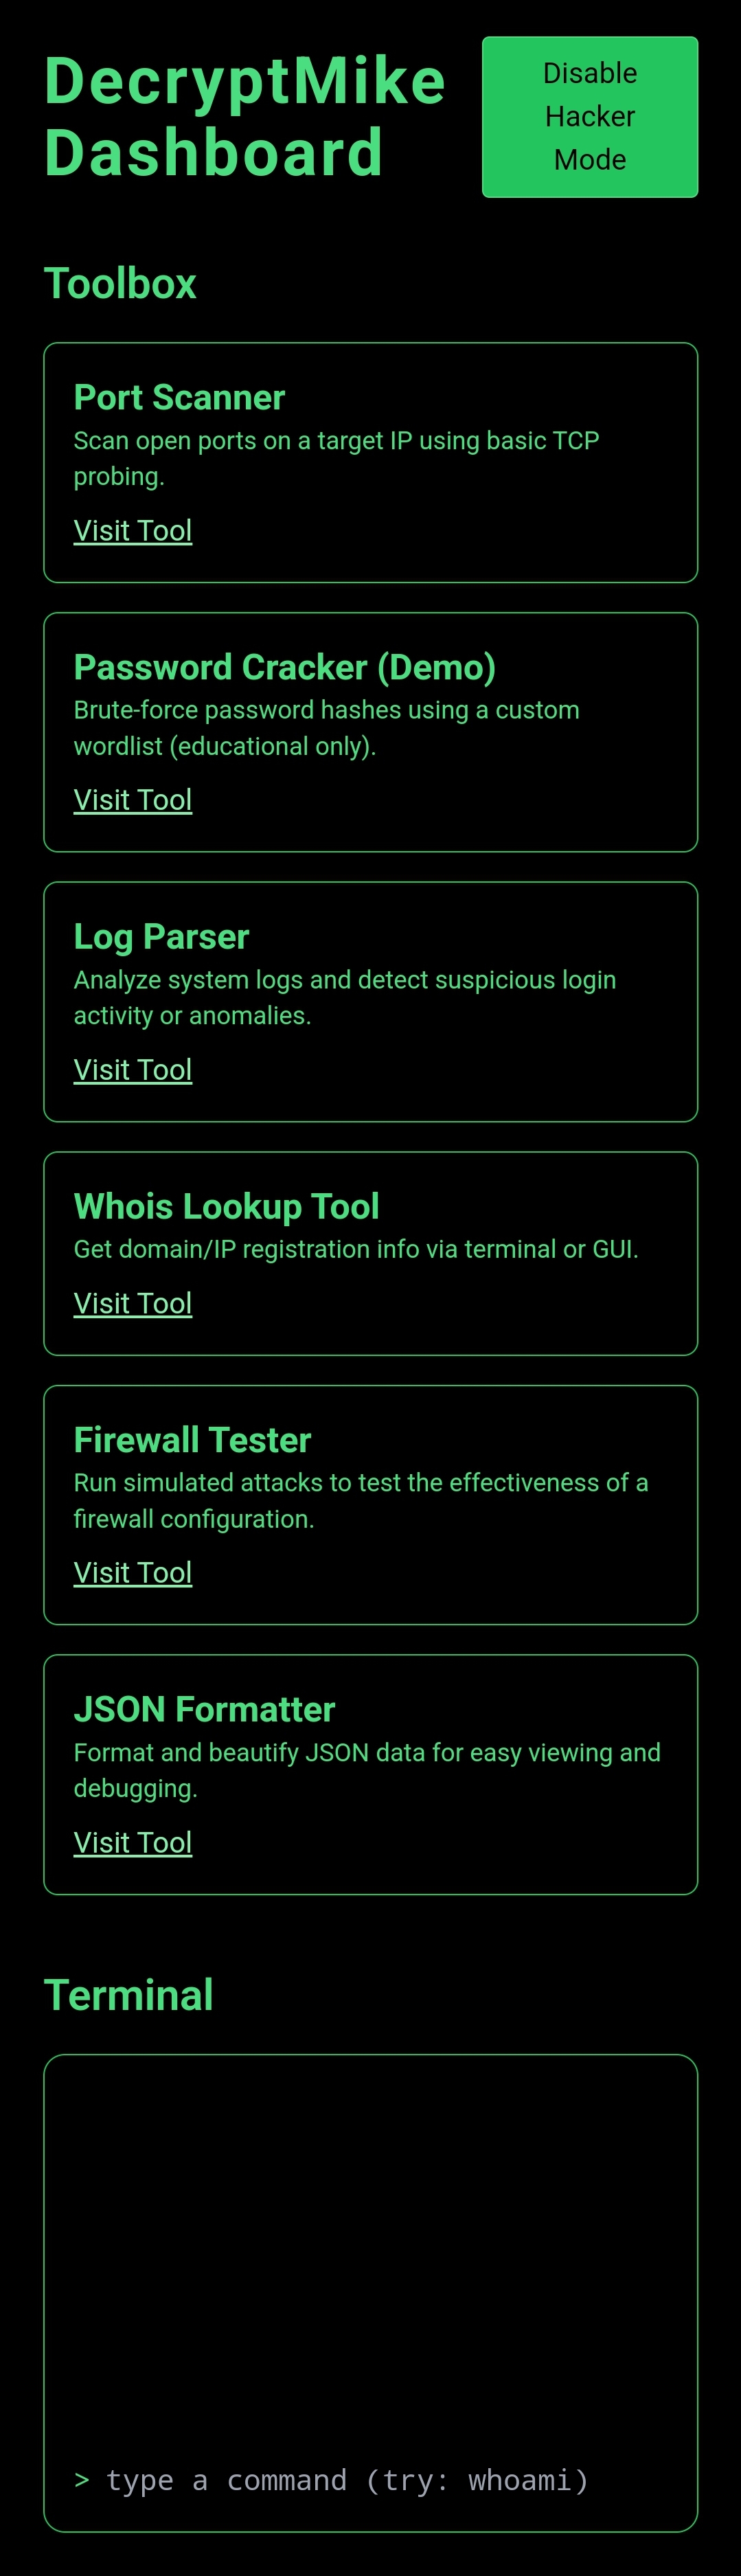 DecryptMike
Dashboard
Disable
Hacker
Mode
Toolbox
Port Scanner
Scan open ports on a target IP using basic TCP
probing.
Visit Tool
Password Cracker (Demo)
Brute-force password hashes using a custom
wordlist (educational only).
Visit Tool
Log Parser
Analyze system logs and detect suspicious login
activity or anomalies.
Visit Tool
Whois Lookup Tool
Get domain/IP registration info via terminal or GUI.
Visit Tool
Firewall Tester
Run simulated attacks to test the effectiveness of a
firewall configuration.
Visit Tool
JSON Formatter
Format and beautify JSON data for easy viewing and
debugging.
Visit Tool
Terminal
> type a command (try: whoami)